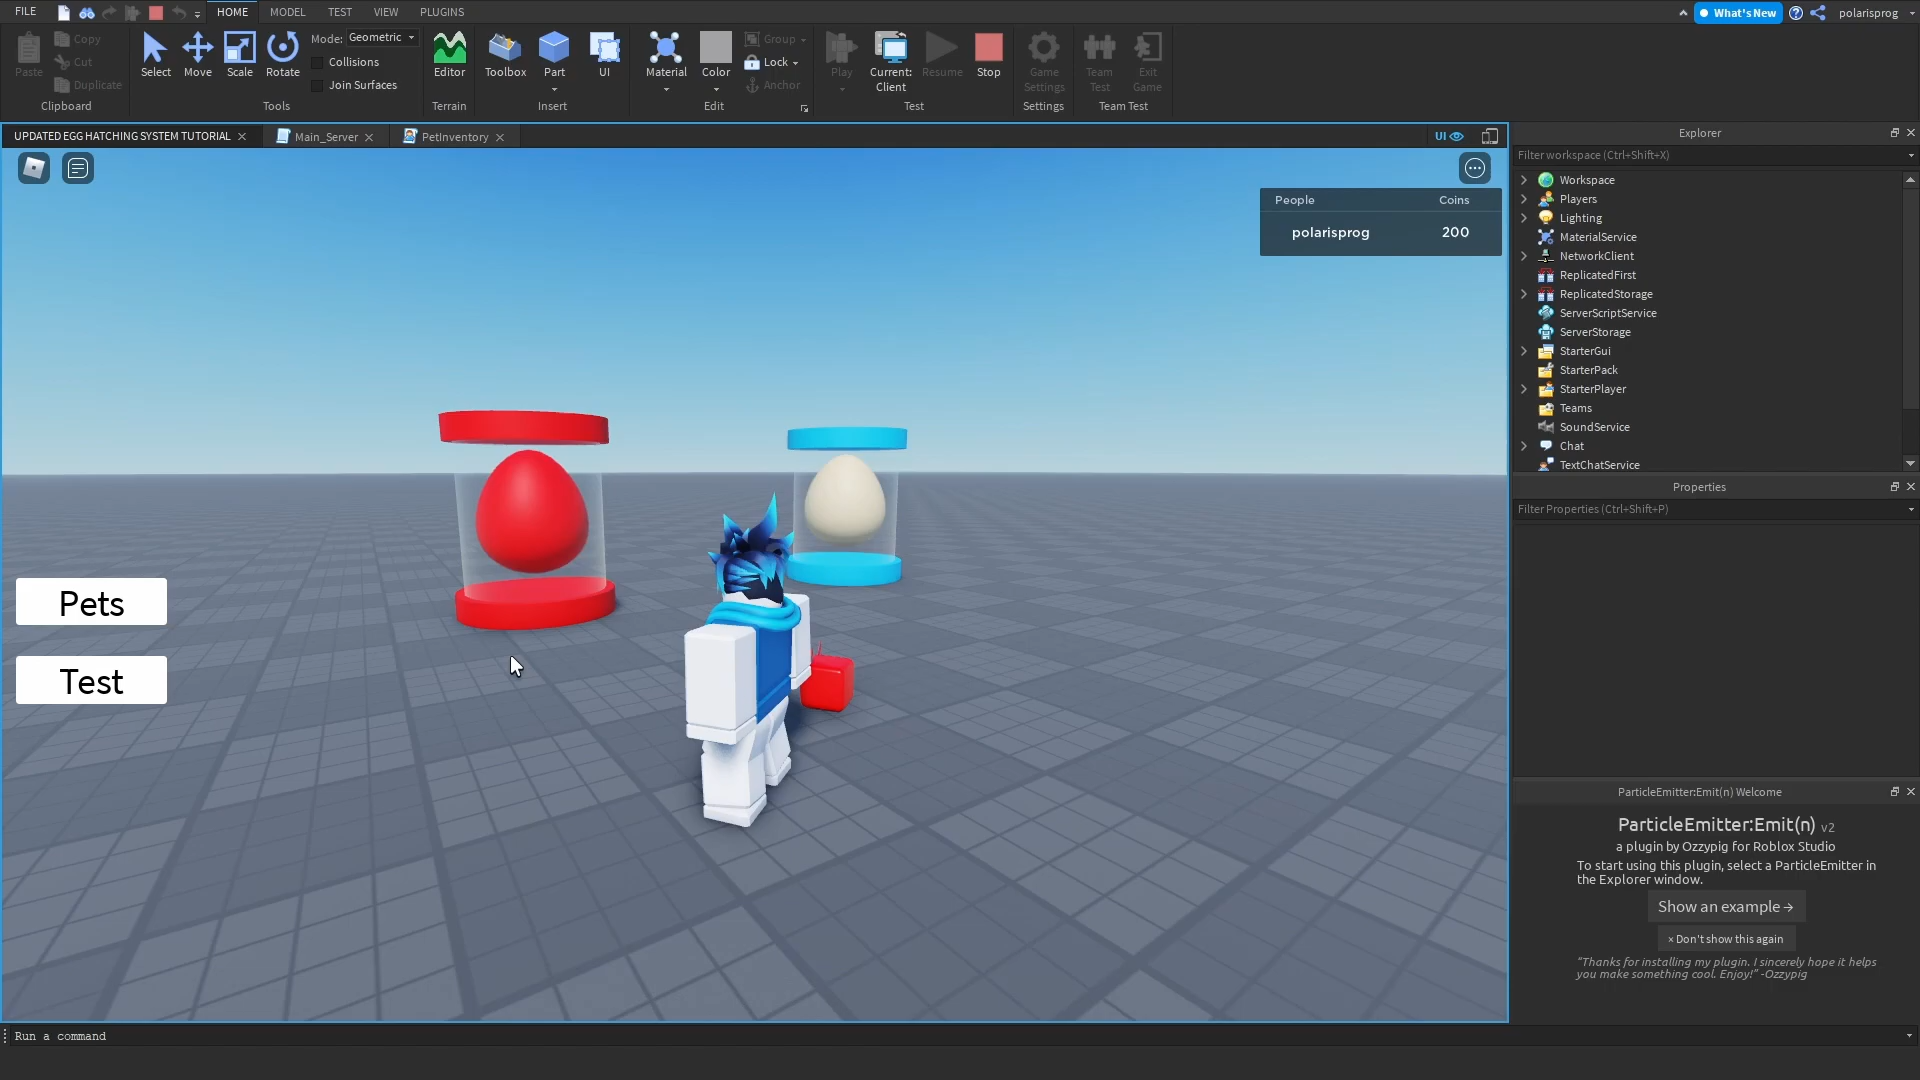 FILE
HOME
MODEL
TEST
VIEW
PLUGINS
What's New
polarisprog
Paste
Copy
Cut
Duplicate
Clipboard
Select
Move
Scale
Rotate
Mode: Geometric
Collisions
Join Surfaces
Tools
Editor
Terrain
Toolbox
Part
UI
Insert
Material
Color
Group
Lock
Anchor
Edit
Play
Current:
Client
Resume
Stop
Test
Game
Settings
Settings
Team
Test
Exit
Game
Team Test
UPDATED EGG HATCHING SYSTEM TUTORIAL
Main_Server
PetInventory
UI
People Coins
polarisprog 200
Pets
Test
Explorer
Filter workspace (Ctrl+Shift+X)
Workspace
Players
Lighting
MaterialService
NetworkClient
ReplicatedFirst
ReplicatedStorage
ServerScriptService
ServerStorage
StarterGui
StarterPack
StarterPlayer
Teams
SoundService
Chat
TextChatService
Properties
Filter Properties (Ctrl+Shift+P)
ParticleEmitter:Emit(n) Welcome
ParticleEmitter:Emit(n) v2
a plugin by Ozzypig for Roblox Studio
To start using this plugin, select a ParticleEmitter in
the Explorer window.
Show an example →
× Don't show this again
“Thanks for installing my plugin. I sincerely hope it helps
you make something cool. Enjoy!” -Ozzypig
Run a command